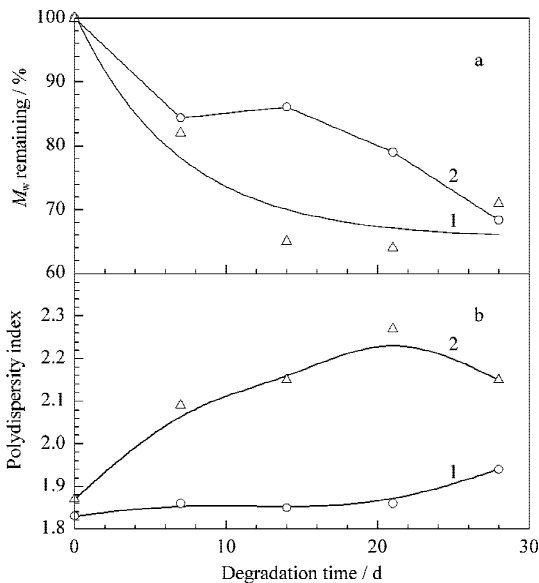 100
a
90
80
2
70
1
60
Mw remaining / %
b
2.3
2
2.2
2.1
2.0
1
1.9
1.8
Polydispersity index
0 10 20 30
Degradation time / d